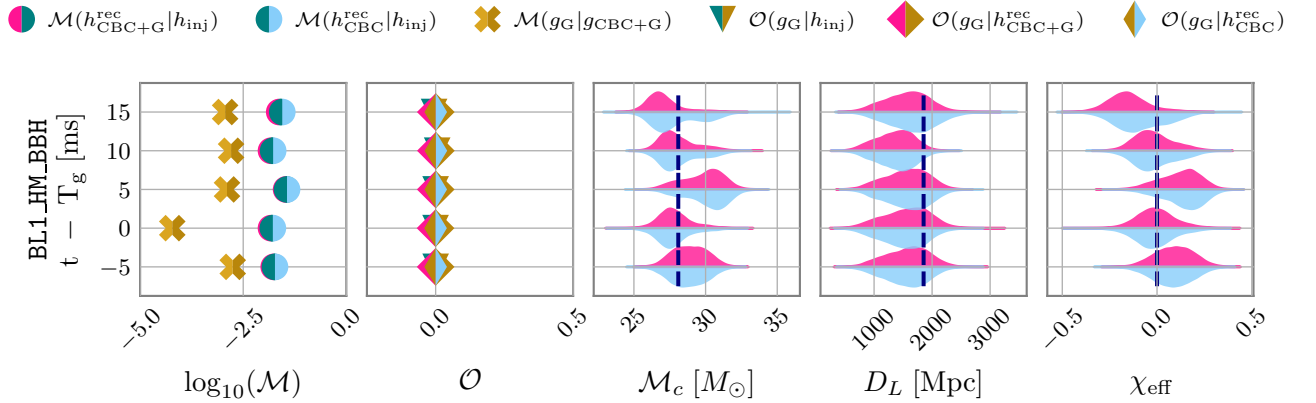 M(h^rec_CBC+G|h_inj) M(h^rec_CBC|h_inj) M(g_G|g_CBC+G) O(g_G|h_inj) O(g_G|h^rec_CBC+G) O(g_G|h^rec_CBC)
BL1_HM_BBH
t − T_g [ms]
15
10
5
0
−5
-5.0 -2.5 0.0
0.0 0.5
25 30 35
1000 2000 3000
−0.5 0.0 0.5
log₁₀(M) O M_c [M_⊙] D_L [Mpc] χ_eff